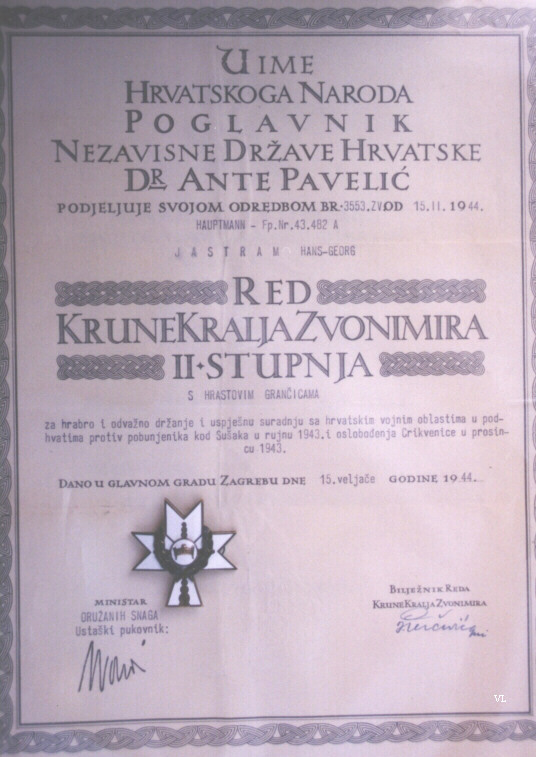 U IME
HRVATSKOGA NARODA
POGLAVNIK
NEZAVISNE DRŽAVE HRVATSKE
DR ANTE PAVELIĆ
PODJELJUJE SVOJOM ODREDBOM BR. 3553.ZV. OD 15.II. 1944.
HAUPTMANN - Fp.Nr.43.482 A
JASTRAM HANS-GEORG
RED
KRUNE KRALJA ZVONIMIRA
II. STUPNJA
S HRASTOVIM GRANČICAMA
za hrabro i odvažno držanje i uspješnu suradnju sa hrvatskim vojnim oblastima u pod-
hvatima protiv pobunjenika kod Sušaka u rujnu 1943. i oslobođenja Crikvenice u prosin-
cu 1943.
DANO U GLAVNOM GRADU ZAGREBU DNE 15.veljače GODINE 1944.
MINISTAR
ORUŽANIH SNAGA
Ustaški pukovnik:
BILJEŽNIK REDA
KRUNE KRALJA ZVONIMIRA
VL